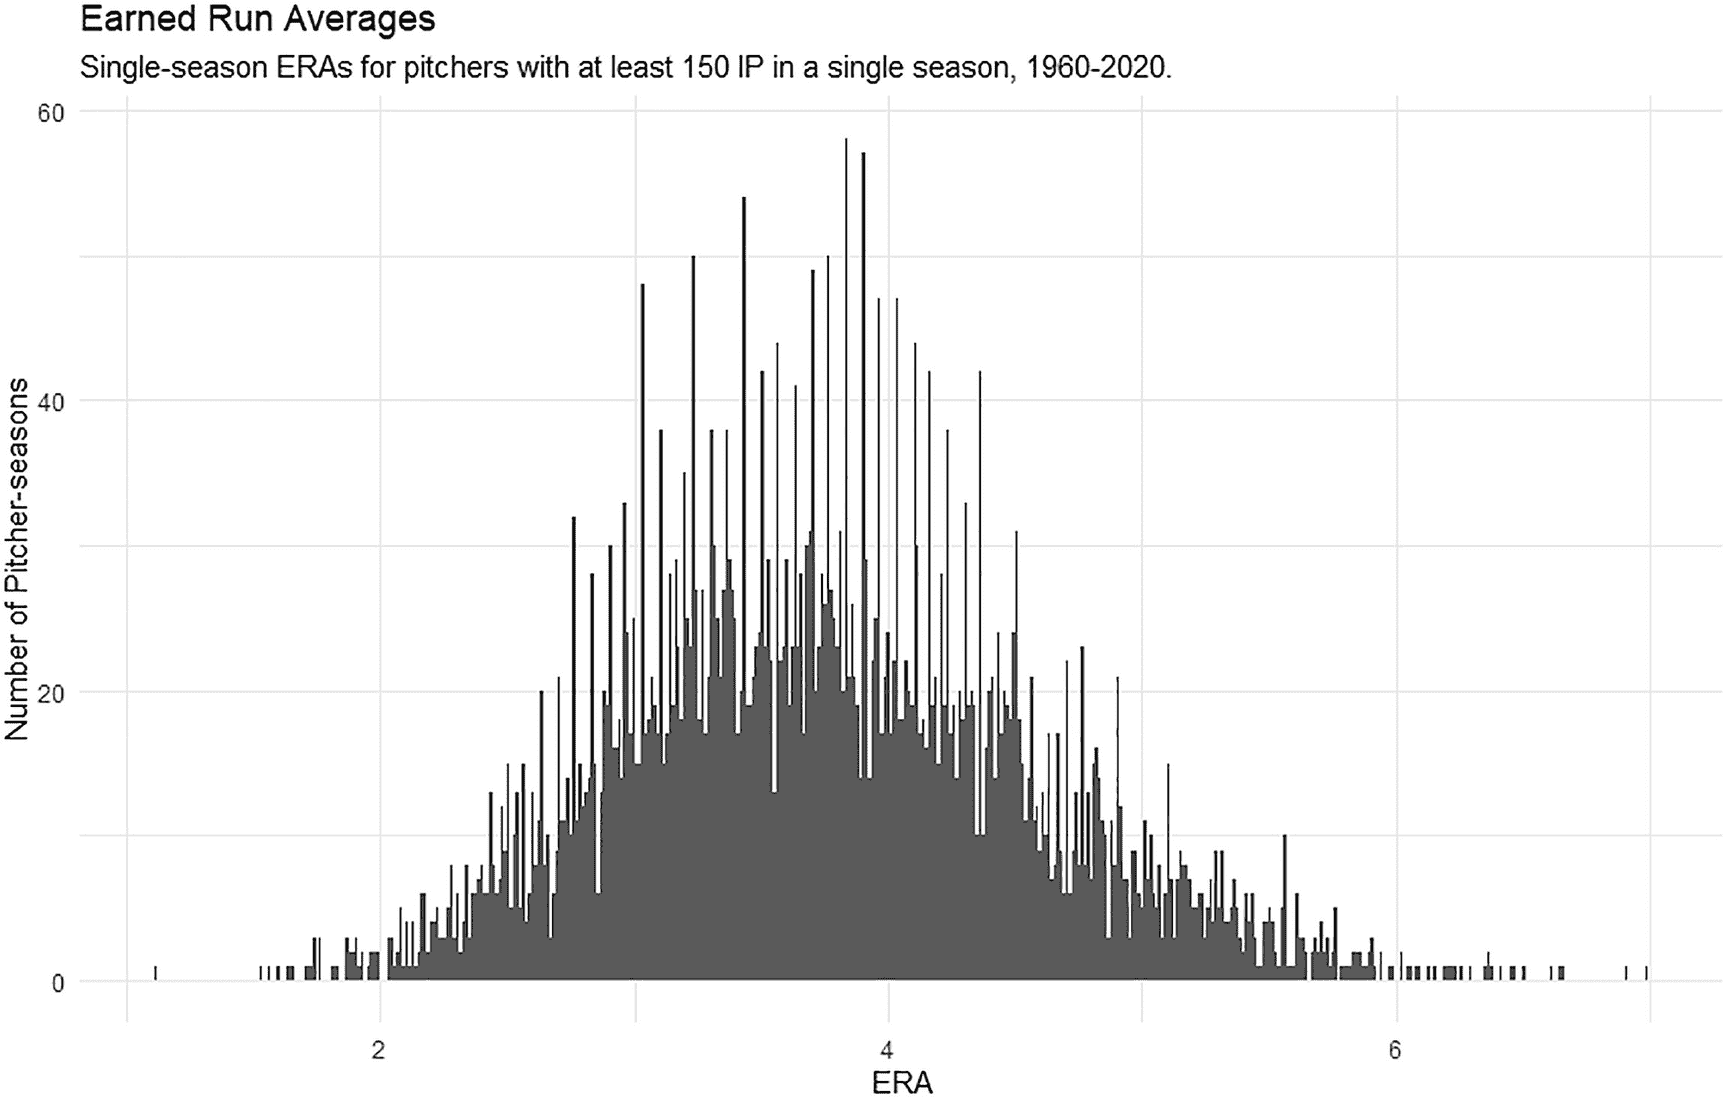 Earned Run Averages
Single-season ERAs for pitchers with at least 150 IP in a single season, 1960-2020.
60
40
20
0
Number of Pitcher-seasons
2
4
6
ERA